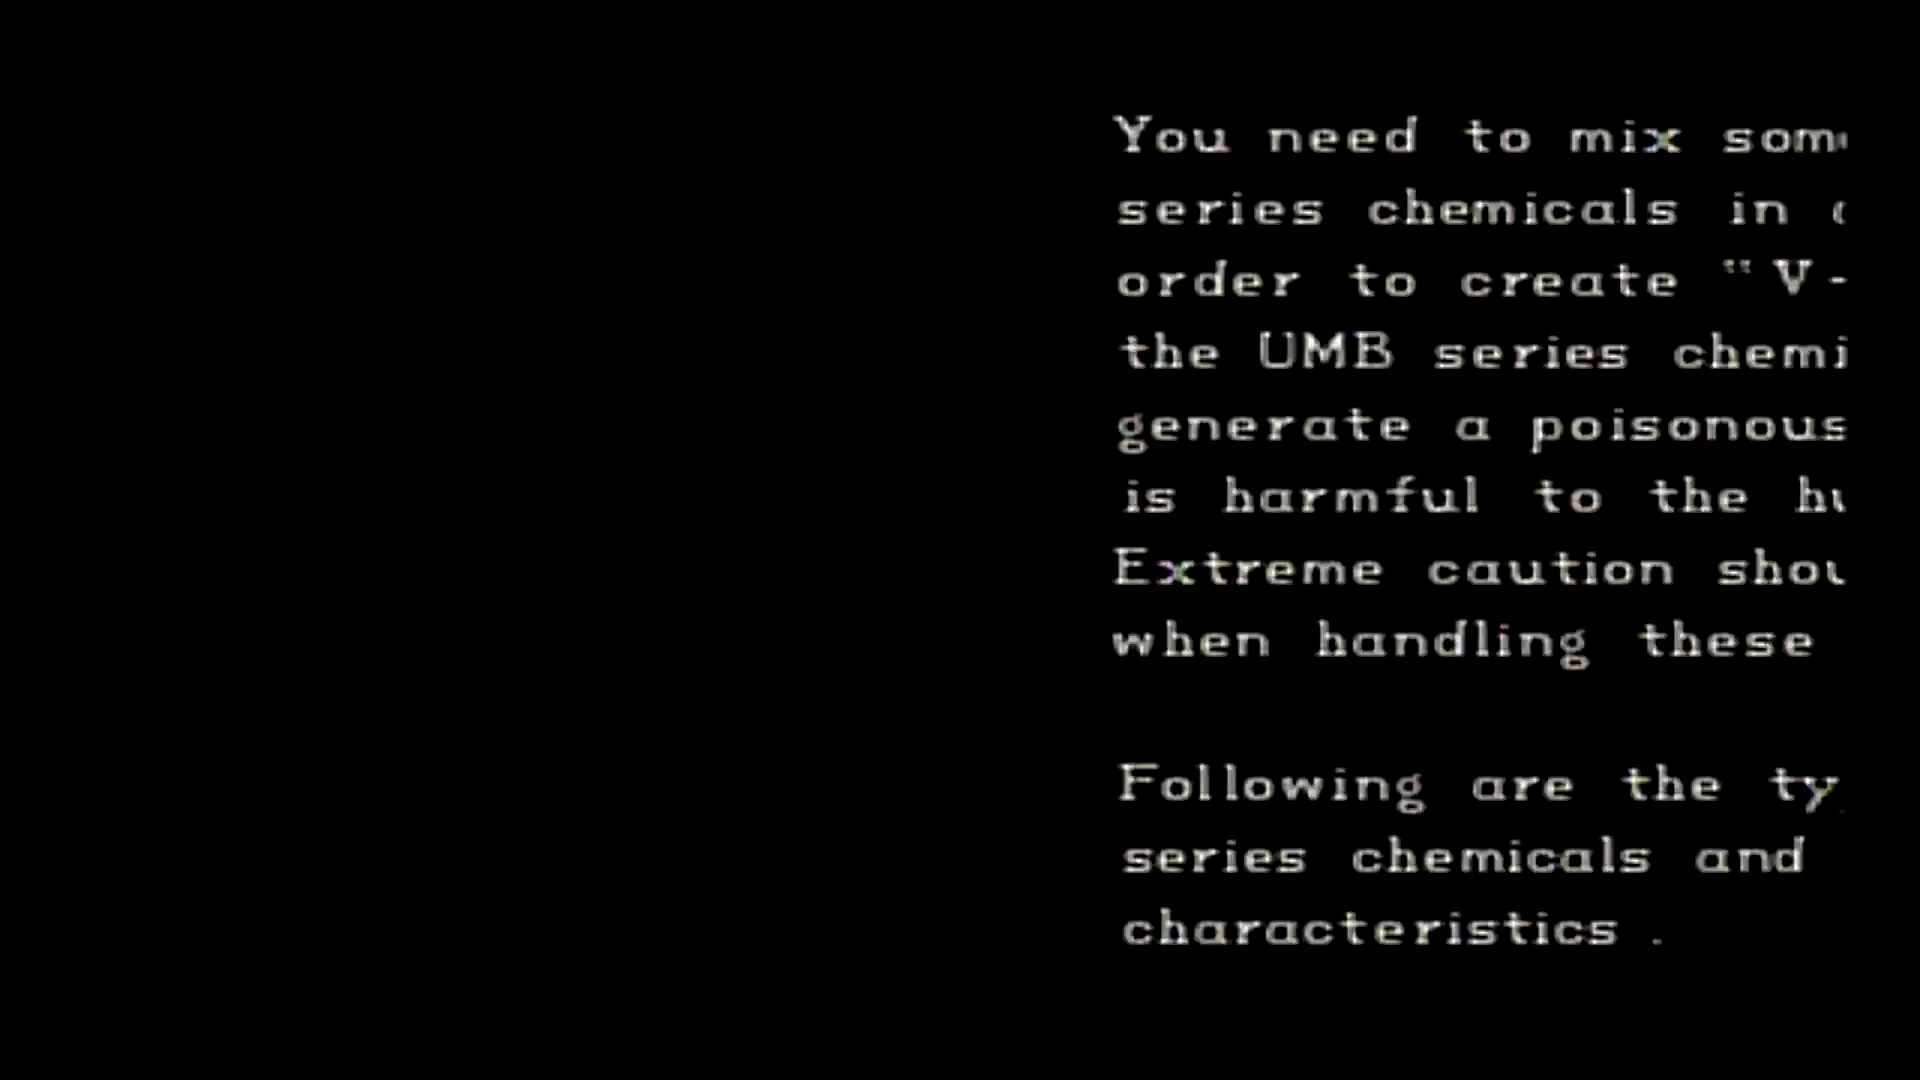 You need to mix som
series chemicals in
order to create "V-
the UMB series chemi
generate a poisonous
is harmful to the hu
Extreme caution shou
when handling these
Following are the ty
series chemicals and
characteristics .